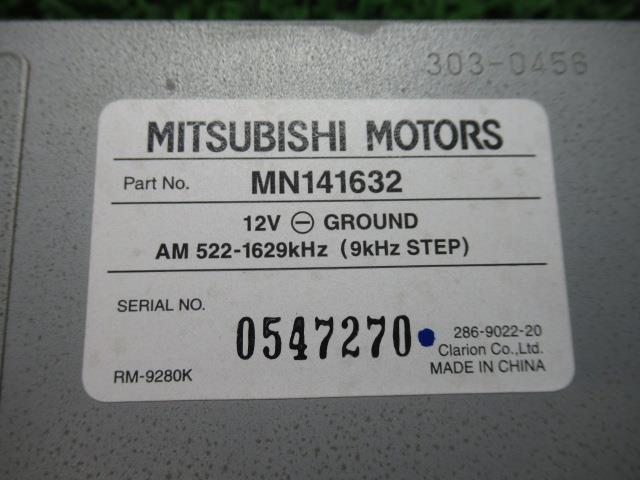 303-0456
MITSUBISHI MOTORS
Part No. MN141632
12V ⊖ GROUND
AM 522-1629kHz (9kHz STEP)
SERIAL NO. 0547270
286-9022-20
Clarion Co.,Ltd.
RM-9280K MADE IN CHINA